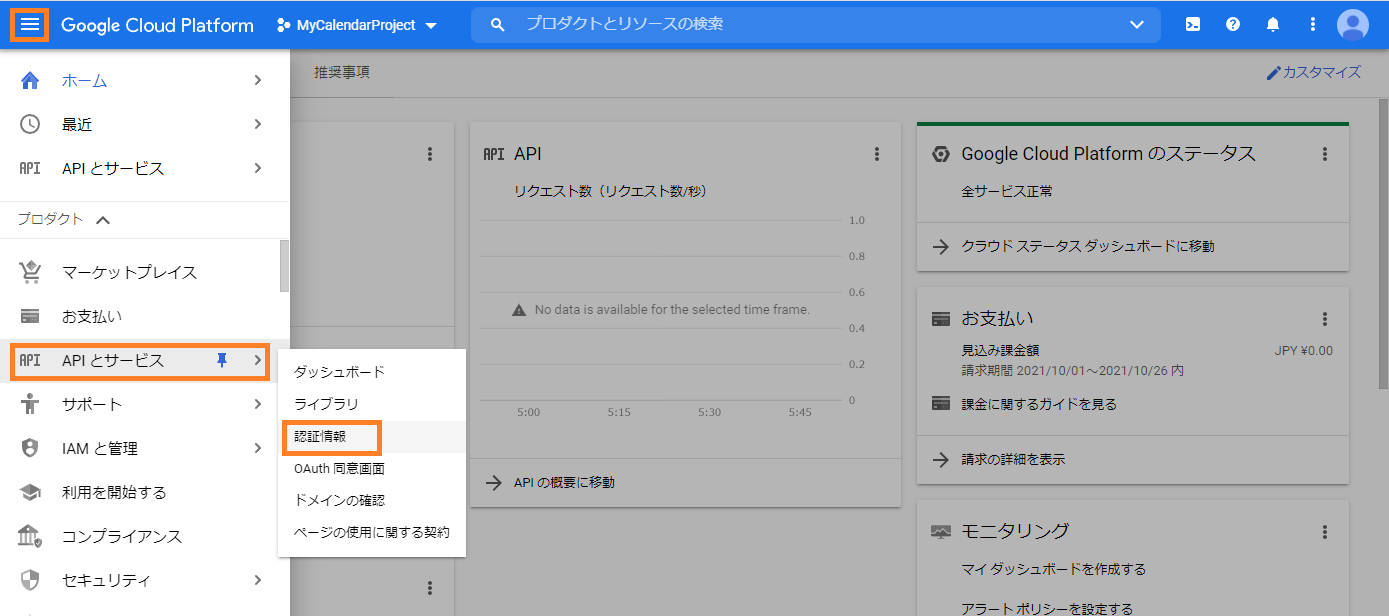 Google Cloud Platform
MyCalendarProject
プロダクトとリソースの検索
ホーム
最近
API API とサービス
プロダクト
マーケットプレイス
お支払い
API API とサービス
サポート
IAM と管理
利用を開始する
コンプライアンス
セキュリティ
ダッシュボード
ライブラリ
認証情報
OAuth 同意画面
ドメインの確認
ページの使用に関する契約
推奨事項
カスタマイズ
API API
リクエスト数（リクエスト数/秒）
1.0
0.8
0.6
No data is available for the selected time frame.
0.4
0.2
0
5:00 5:15 5:30 5:45
API の概要に移動
Google Cloud Platform のステータス
全サービス正常
クラウド ステータス ダッシュボードに移動
お支払い
見込み課金額 JPY ¥0.00
請求期間 2021/10/01～2021/10/26 内
課金に関するガイドを見る
請求の詳細を表示
モニタリング
マイ ダッシュボードを作成する
アラート ポリシーを設定する